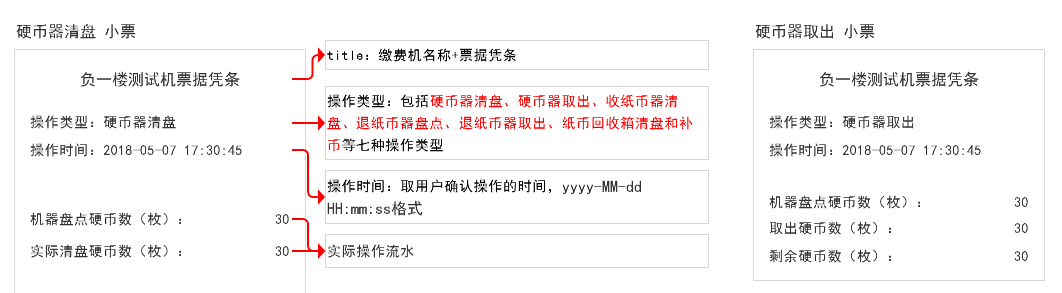 硬币器清盘 小票
负一楼测试机票据凭条
操作类型：硬币器清盘
操作时间：2018-05-07 17:30:45
机器盘点硬币数（枚）： 30
实际清盘硬币数（枚）： 30
title：缴费机名称+票据凭条
操作类型：包括硬币器清盘、硬币器取出、收纸币器清
盘、退纸币器盘点、退纸币器取出、纸币回收箱清盘和补
币等七种操作类型
操作时间：取用户确认操作的时间，yyyy-MM-dd
HH:mm:ss格式
实际操作流水
硬币器取出 小票
负一楼测试机票据凭条
操作类型：硬币器取出
操作时间：2018-05-07 17:30:45
机器盘点硬币数（枚）： 30
取出硬币数（枚）： 30
剩余硬币数（枚）： 30